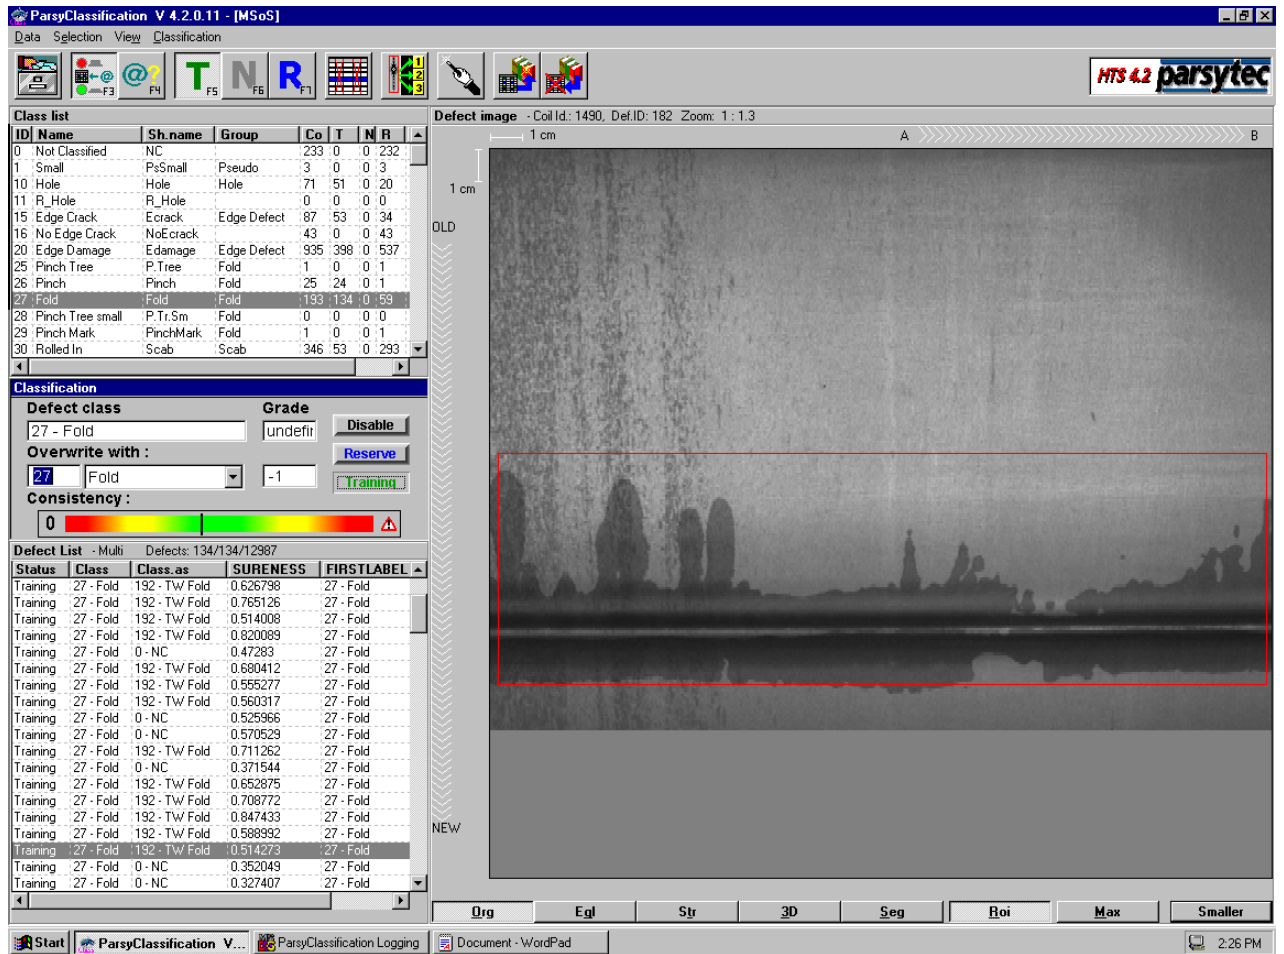 ParsyClassification V 4.2.0.11 - [MSoS]
Data Selection View Classification
F3 @? F4 T F5 N F6 R F7 1 2 3
HTS 4.2 parsytec
Class list
ID Name Sh.name Group Co T N R
0 Not Classified NC 233 0 0 232
1 Small PsSmall Pseudo 3 0 0 3
10 Hole Hole Hole 71 51 0 20
11 R_Hole R_Hole 0 0 0 0
15 Edge Crack Ecrack Edge Defect 87 53 0 34
16 No Edge Crack NoEcrack 43 0 0 43
20 Edge Damage Edamage Edge Defect 935 398 0 537
25 Pinch Tree P.Tree Fold 1 0 0 1
26 Pinch Pinch Fold 25 24 0 1
27 Fold Fold Fold 193 134 0 59
28 Pinch Tree small P.Tr.Sm Fold 0 0 0 0
29 Pinch Mark PinchMark Fold 1 0 0 1
30 Rolled In Scab Scab 346 53 0 293
Classification
Defect class Grade
27 - Fold undefir Disable
Overwrite with : Reserve
27 Fold -1 Training
Consistency :
0
Defect List - Multi Defects: 134/134/12987
Status Class Class.as SURENESS FIRSTLABEL
Training 27 - Fold 192 - TW Fold 0.626798 27 - Fold
Training 27 - Fold 192 - TW Fold 0.765126 27 - Fold
Training 27 - Fold 192 - TW Fold 0.514008 27 - Fold
Training 27 - Fold 192 - TW Fold 0.820089 27 - Fold
Training 27 - Fold 0 - NC 0.47283 27 - Fold
Training 27 - Fold 192 - TW Fold 0.680412 27 - Fold
Training 27 - Fold 192 - TW Fold 0.555277 27 - Fold
Training 27 - Fold 192 - TW Fold 0.560317 27 - Fold
Training 27 - Fold 0 - NC 0.525966 27 - Fold
Training 27 - Fold 0 - NC 0.570529 27 - Fold
Training 27 - Fold 192 - TW Fold 0.711262 27 - Fold
Training 27 - Fold 0 - NC 0.371544 27 - Fold
Training 27 - Fold 192 - TW Fold 0.652875 27 - Fold
Training 27 - Fold 192 - TW Fold 0.708772 27 - Fold
Training 27 - Fold 192 - TW Fold 0.847433 27 - Fold
Training 27 - Fold 192 - TW Fold 0.588992 27 - Fold
Training 27 - Fold 192 - TW Fold 0.514273 27 - Fold
Training 27 - Fold 0 - NC 0.352049 27 - Fold
Training 27 - Fold 0 - NC 0.327407 27 - Fold
Defect image - Coil Id.: 1490, Def.ID: 182 Zoom: 1 : 1.3
1 cm A B
1 cm
OLD
NEW
Org Eql Str 3D Seg Roi Max Smaller
Start ParsyClassification V... ParsyClassification Logging Document - WordPad 2:26 PM